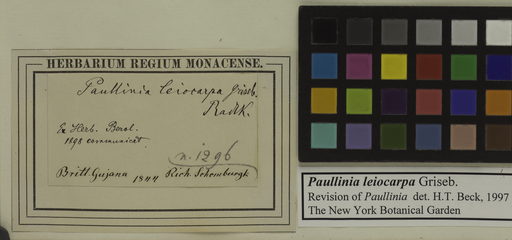 HERBARIUM REGIUM MONACENSE.
Paullinia leiocarpa Griseb.
Radlk.
Ex Herb. Berol.
1898 communicat.
n. 1296
Britt. Gujana 1844 Rich. Schomburgk
Paullinia leiocarpa Griseb.
Revision of Paullinia det. H.T. Beck, 1997
The New York Botanical Garden